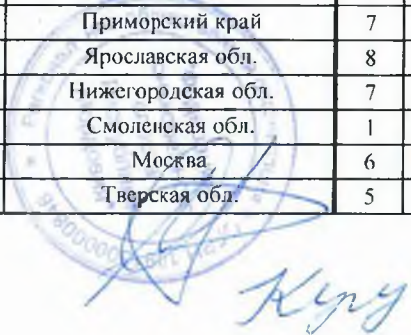 Приморский край 7
Ярославская обл. 8
Нижегородская обл. 7
Смоленская обл. 1
Москва 6
Тверская обл. 5